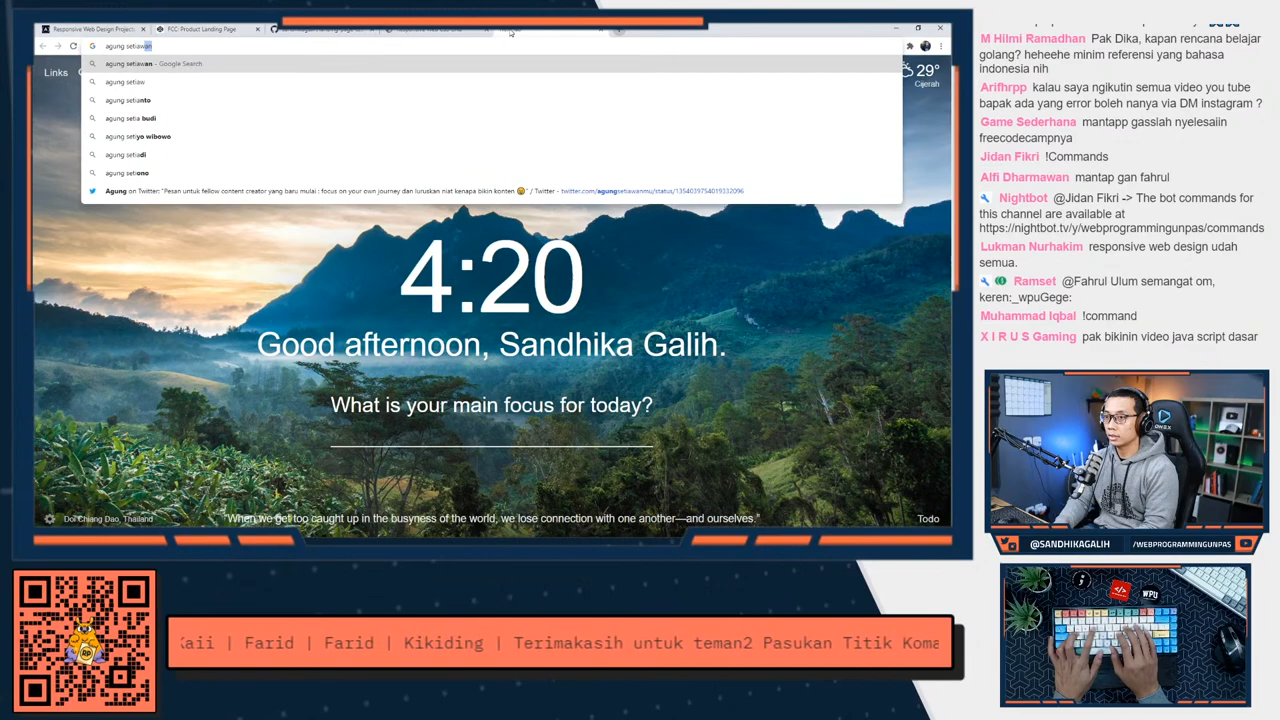 Responsive Web Design Project
FCC: Product Landing Page
agung setiawan
agung setiawan - Google Search
agung setiaw
agung setianto
agung setia budi
agung setiyo wibowo
agung setiadi
agung setiono
Agung on Twitter: "Pesan untuk fellow content creator yang baru mulai : focus on your own journey dan luruskan niat kenapa bikin konten 😉" / Twitter - twitter.com/agungsetiawanmu/status/1354039754019332096
Links
29°
Cijerah
4:20
Good afternoon, Sandhika Galih.
What is your main focus for today?
Doi Chiang Dao, Thailand
"When we get too caught up in the busyness of the world, we lose connection with one another—and ourselves."
Todo
M Hilmi Ramadhan Pak Dika, kapan rencana belajar
golang? heheehe minim referensi yang bahasa
indonesia nih
Arifhrpp kalau saya ngikutin semua video you tube
bapak ada yang error boleh nanya via DM instagram ?
Game Sederhana mantapp gasslah nyelesaiin
freecodecampnya
Jidan Fikri !Commands
Alfi Dharmawan mantap gan fahrul
Nightbot @Jidan Fikri -> The bot commands for
this channel are available at
https://nightbot.tv/y/webprogrammingunpas/commands
Lukman Nurhakim responsive web design udah
semua.
Ramset @Fahrul Ulum semangat om,
keren:_wpuGege:
Muhammad Iqbal !command
X I R U S Gaming pak bikinin video java script dasar
@SANDHIKAGALIH
/WEBPROGRAMMINGUNPAS
WPU
Kaii | Farid | Farid | Kikiding | Terimakasih untuk teman2 Pasukan Titik Koma